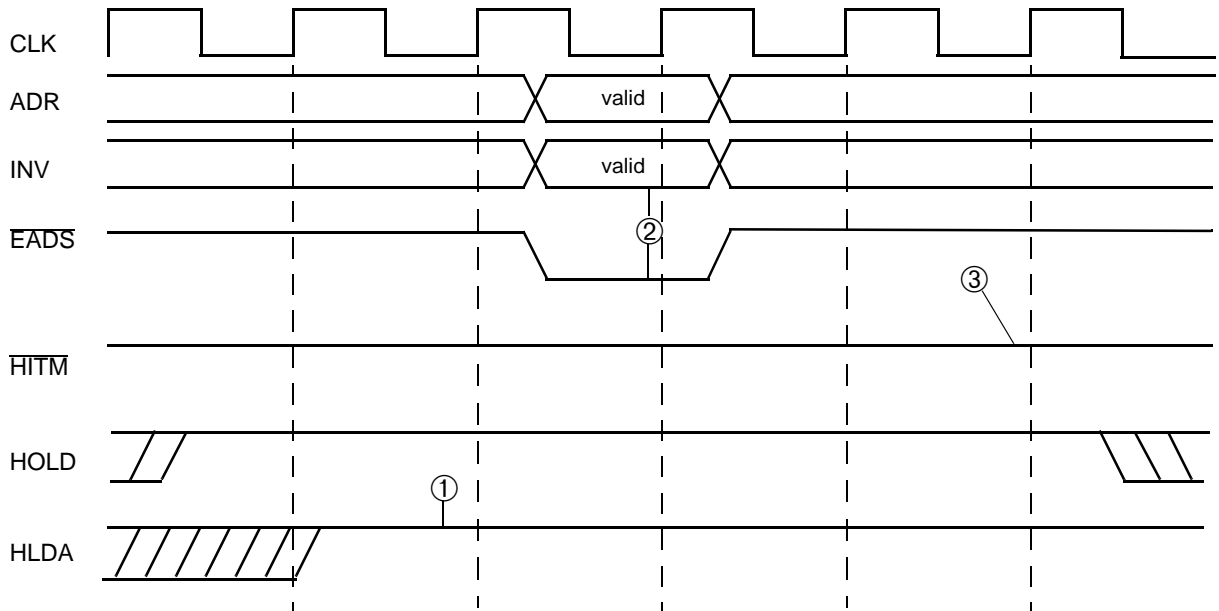 CLK
ADR
valid
INV
valid
EADS
②
③
HITM
HOLD
①
HLDA